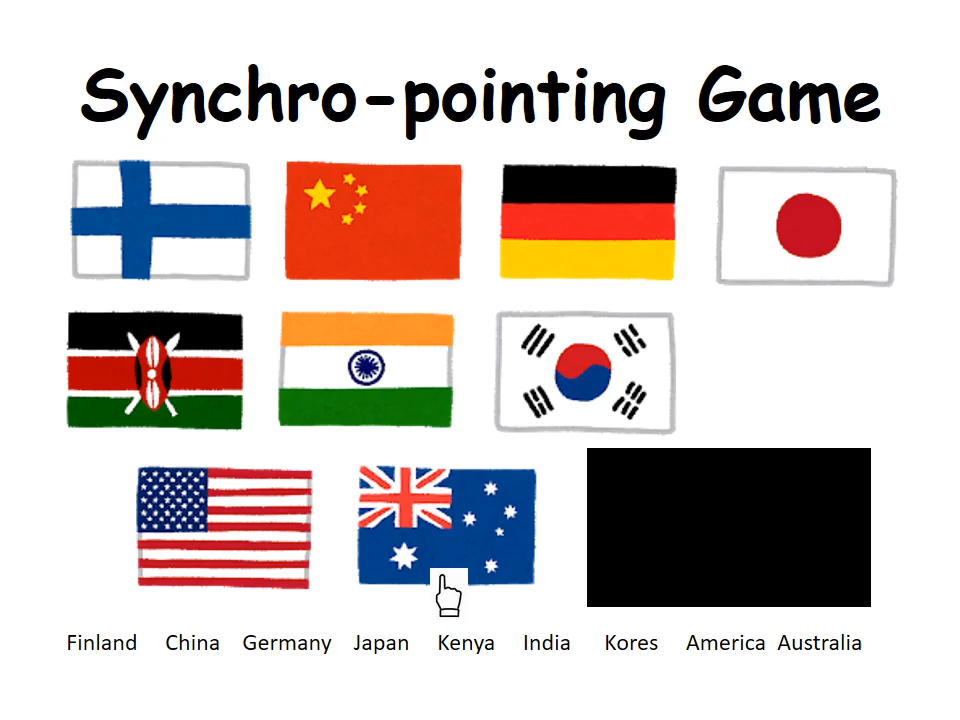 Synchro-pointing Game
Finland China Germany Japan Kenya India Kores America Australia